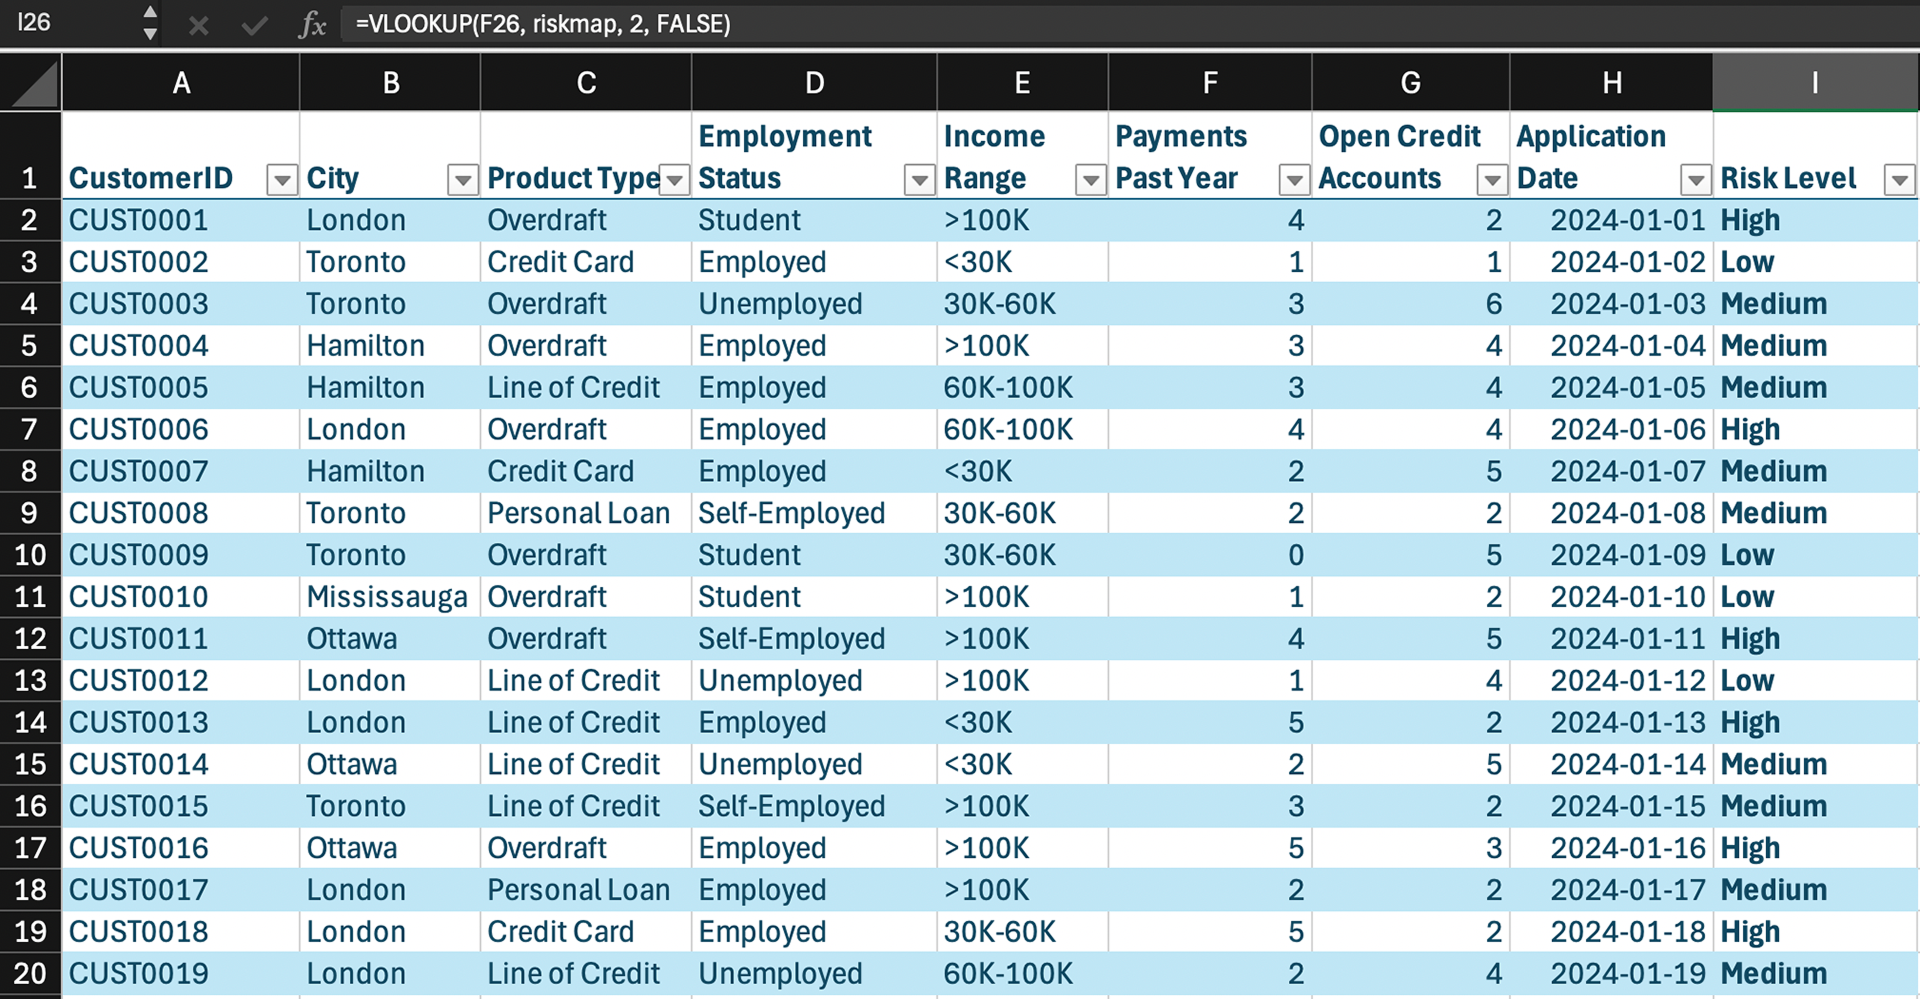 I26 fx =VLOOKUP(F26, riskmap, 2, FALSE)
A B C D E F G H I
1 CustomerID City Product Type Employment Status Income Range Payments Past Year Open Credit Accounts Application Date Risk Level
2 CUST0001 London Overdraft Student >100K 4 2 2024-01-01 High
3 CUST0002 Toronto Credit Card Employed <30K 1 1 2024-01-02 Low
4 CUST0003 Toronto Overdraft Unemployed 30K-60K 3 6 2024-01-03 Medium
5 CUST0004 Hamilton Overdraft Employed >100K 3 4 2024-01-04 Medium
6 CUST0005 Hamilton Line of Credit Employed 60K-100K 3 4 2024-01-05 Medium
7 CUST0006 London Overdraft Employed 60K-100K 4 4 2024-01-06 High
8 CUST0007 Hamilton Credit Card Employed <30K 2 5 2024-01-07 Medium
9 CUST0008 Toronto Personal Loan Self-Employed 30K-60K 2 2 2024-01-08 Medium
10 CUST0009 Toronto Overdraft Student 30K-60K 0 5 2024-01-09 Low
11 CUST0010 Mississauga Overdraft Student >100K 1 2 2024-01-10 Low
12 CUST0011 Ottawa Overdraft Self-Employed >100K 4 5 2024-01-11 High
13 CUST0012 London Line of Credit Unemployed >100K 1 4 2024-01-12 Low
14 CUST0013 London Line of Credit Employed <30K 5 2 2024-01-13 High
15 CUST0014 Ottawa Line of Credit Unemployed <30K 2 5 2024-01-14 Medium
16 CUST0015 Toronto Line of Credit Self-Employed >100K 3 2 2024-01-15 Medium
17 CUST0016 Ottawa Overdraft Employed >100K 5 3 2024-01-16 High
18 CUST0017 London Personal Loan Employed >100K 2 2 2024-01-17 Medium
19 CUST0018 London Credit Card Employed 30K-60K 5 2 2024-01-18 High
20 CUST0019 London Line of Credit Unemployed 60K-100K 2 4 2024-01-19 Medium